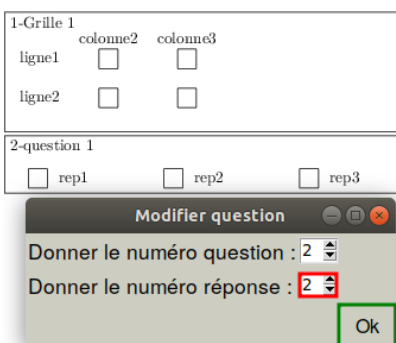 1-Grille 1
colonne2 colonne3
ligne1
ligne2
2-question 1
rep1 rep2 rep3
Modifier question
Donner le numéro question : 2
Donner le numéro réponse : 2
Ok